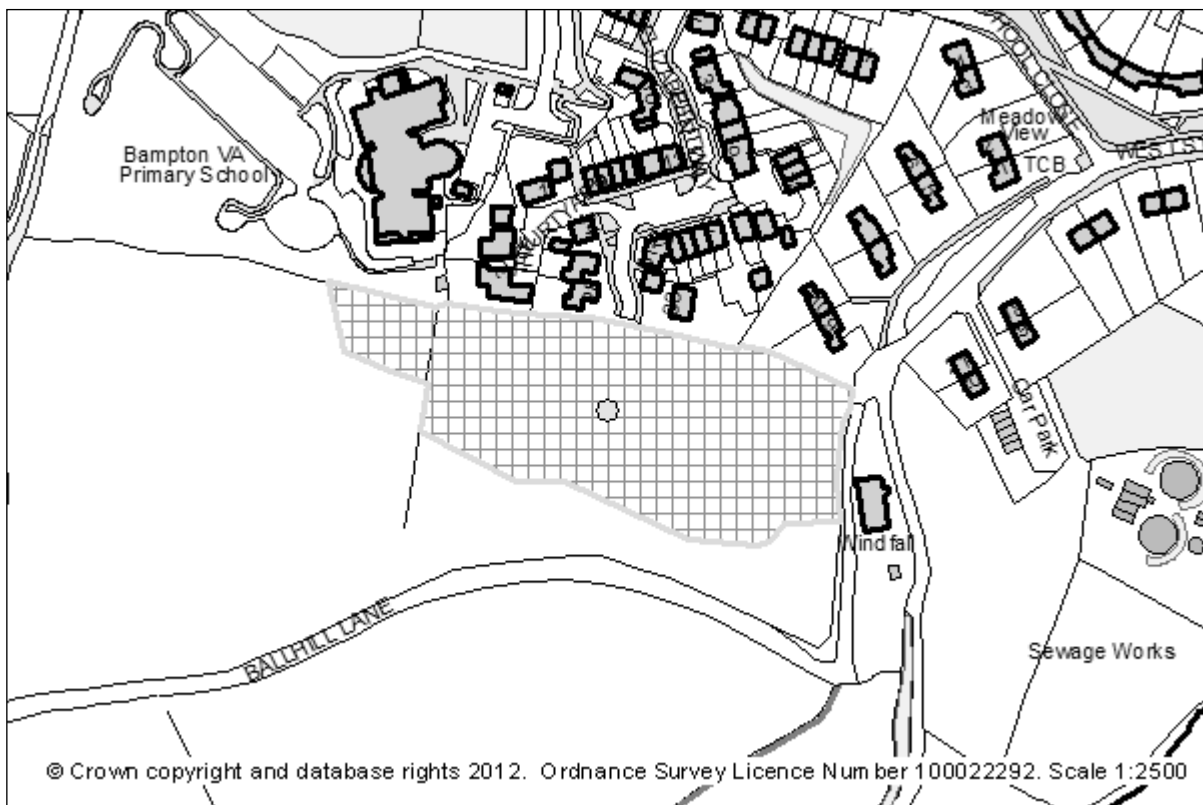 Bampton VA
Primary School
Meadow
View
TCB
WEST S
Car Park
Windfall
BALLHILL LANE
Sewage Works
© Crown copyright and database rights 2012. Ordnance Survey Licence Number 100022292. Scale 1:2500